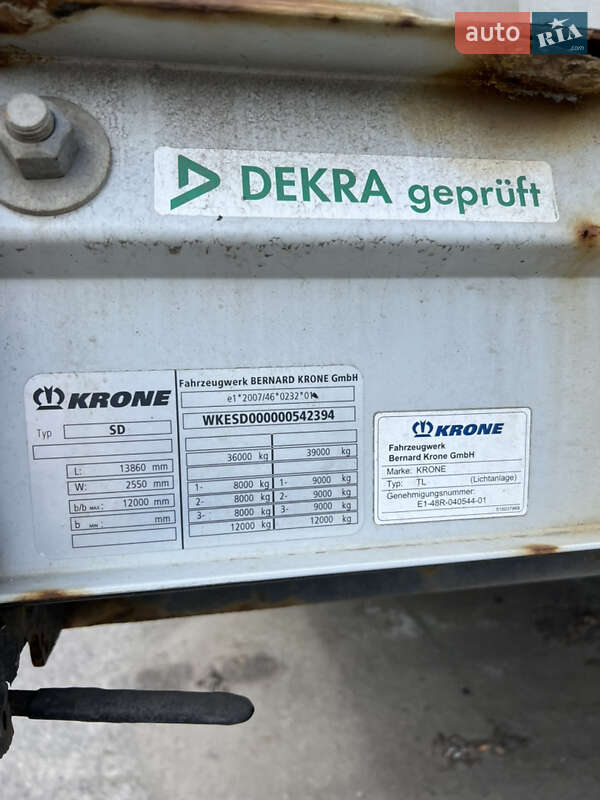 auto RIA.com
DEKRA geprüft
KRONE
Typ SD
L: 13860 mm
W: 2550 mm
b/b MAX: 12000 mm
b MIN: mm
Fahrzeugwerk BERNARD KRONE GmbH
e1*2007/46*0232*01
WKESD000000542394
36000 kg 39000 kg
1- 8000 kg 1- 9000 kg
2- 8000 kg 2- 9000 kg
3- 8000 kg 3- 9000 kg
12000 kg 12000 kg
KRONE
Fahrzeugwerk
Bernard Krone GmbH
Marke: KRONE
Typ: TL (Lichtanlage)
Genehmigungsnummer:
E1-48R-040544-01